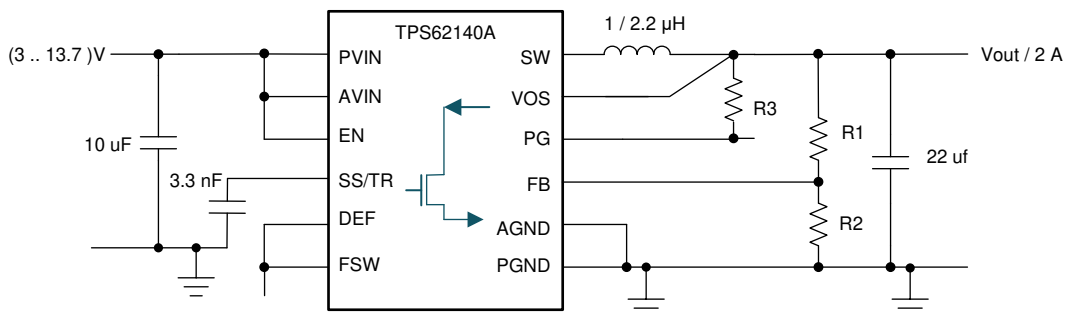 TPS62140A
1 / 2.2 µH
(3 .. 13.7 )V
PVIN
SW
Vout / 2 A
AVIN
VOS
R3
EN
PG
R1
10 uF
22 uf
3.3 nF
SS/TR
FB
DEF
AGND
R2
FSW
PGND